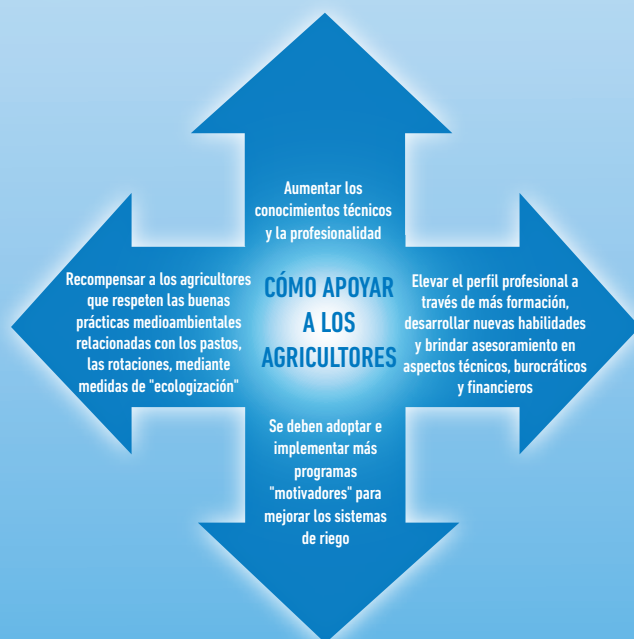 Aumentar los
conocimientos técnicos
y la profesionalidad
Recompensar a los agricultores
que respeten las buenas
prácticas medioambientales
relacionadas con los pastos,
las rotaciones, mediante
medidas de "ecologización"
CÓMO APOYAR
A LOS
AGRICULTORES
Elevar el perfil profesional a
través de más formación,
desarrollar nuevas habilidades
y brindar asesoramiento en
aspectos técnicos, burocráticos
y financieros
Se deben adoptar e
implementar más
programas
"motivadores" para
mejorar los sistemas
de riego